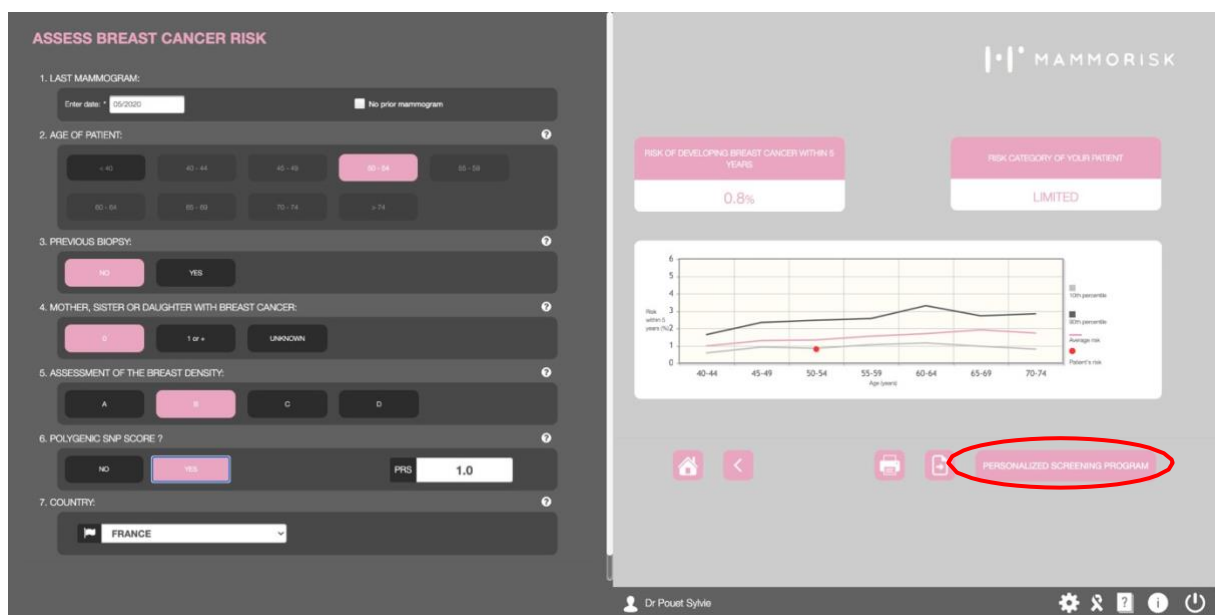 ASSESS BREAST CANCER RISK
1. LAST MAMMOGRAM:
Enter date: * 05/2020
No prior mammogram
2. AGE OF PATIENT:
< 40
40 - 44
45 - 49
50 - 54
55 - 59
60 - 64
65 - 69
70 - 74
> 74
3. PREVIOUS BIOPSY:
NO
YES
4. MOTHER, SISTER OR DAUGHTER WITH BREAST CANCER:
0
1 or +
UNKNOWN
5. ASSESSMENT OF THE BREAST DENSITY:
A
B
C
D
6. POLYGENIC SNP SCORE ?
NO
YES
PRS
1.0
7. COUNTRY:
FRANCE
MAMMORISK
RISK OF DEVELOPING BREAST CANCER WITHIN 5
YEARS
0.8%
RISK CATEGORY OF YOUR PATIENT
LIMITED
6
5
4
3
2
1
0
Risk
within 5
years (%)
40-44
45-49
50-54
55-59
60-64
65-69
70-74
Age (years)
10th percentile
90th percentile
Average risk
Patient's risk
PERSONALIZED SCREENING PROGRAM
Dr Pouet Sylvie